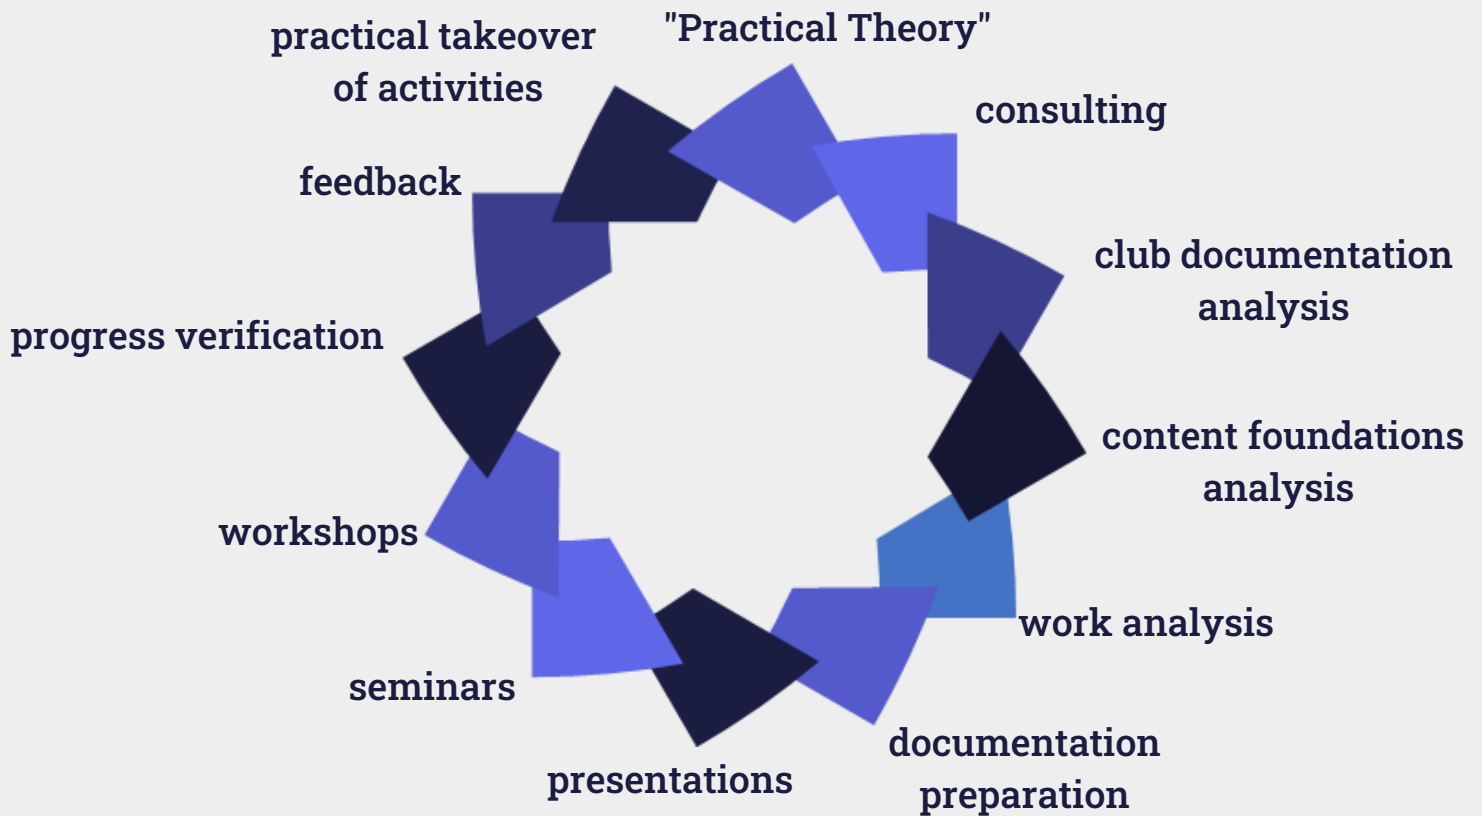 "Practical Theory"
consulting
club documentation
analysis
content foundations
analysis
work analysis
documentation
preparation
presentations
seminars
workshops
progress verification
feedback
practical takeover
of activities